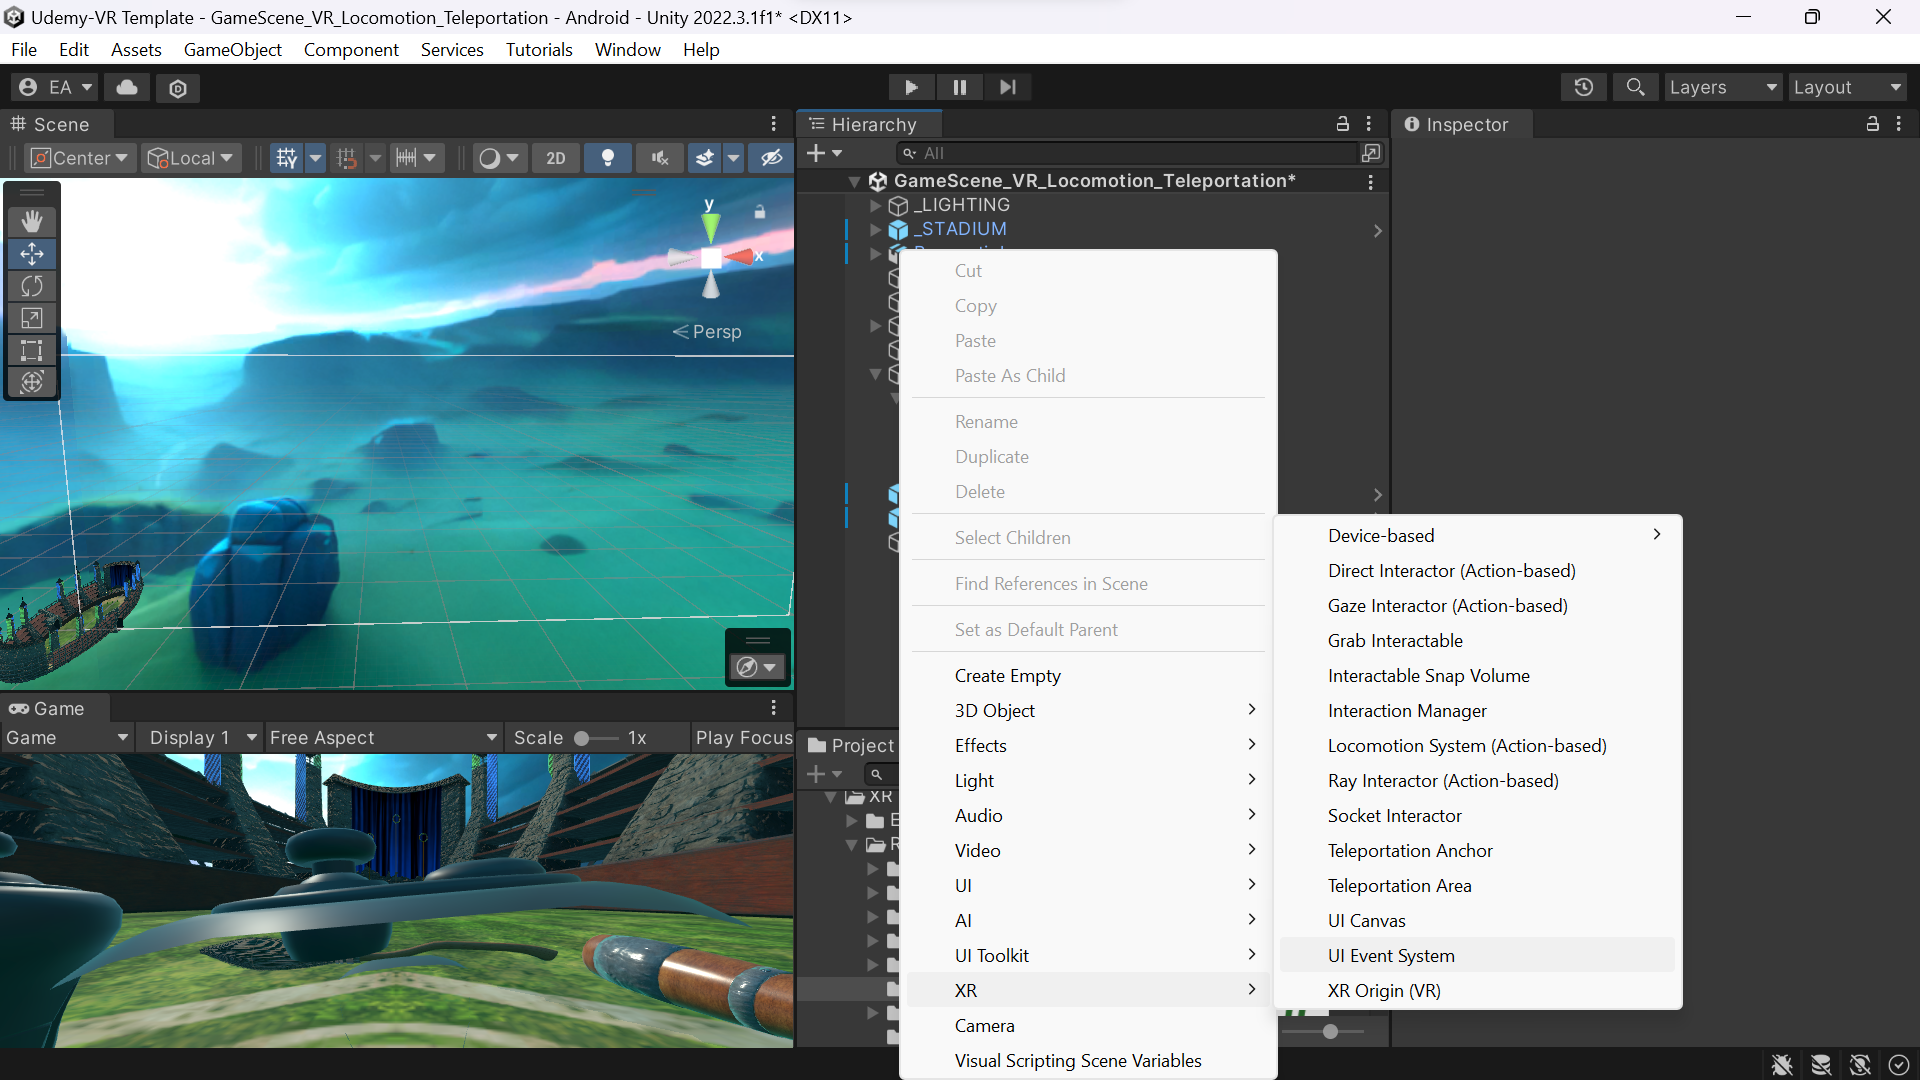 Udemy-VR Template - GameScene_VR_Locomotion_Teleportation - Android - Unity 2022.3.1f1* <DX11>
File Edit Assets GameObject Component Services Tutorials Window Help
EA
Layers
Layout
Scene
Hierarchy
Inspector
Center
Local
2D
All
GameScene_VR_Locomotion_Teleportation*
_LIGHTING
_STADIUM
y
x
Persp
Cut
Copy
Paste
Paste As Child
Rename
Duplicate
Delete
Select Children
Find References in Scene
Set as Default Parent
Create Empty
3D Object
Effects
Light
Audio
Video
UI
AI
UI Toolkit
XR
Camera
Visual Scripting Scene Variables
Device-based
Direct Interactor (Action-based)
Gaze Interactor (Action-based)
Grab Interactable
Interactable Snap Volume
Interaction Manager
Locomotion System (Action-based)
Ray Interactor (Action-based)
Socket Interactor
Teleportation Anchor
Teleportation Area
UI Canvas
UI Event System
XR Origin (VR)
Game
Game
Display 1
Free Aspect
Scale
1x
Play Focus
Project
XR